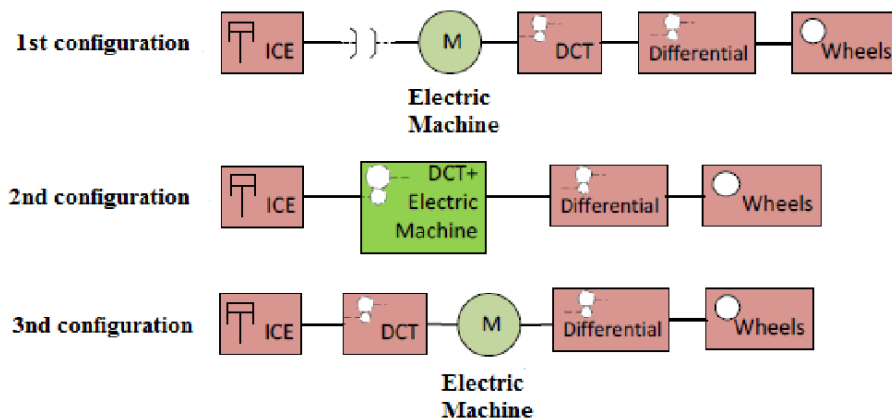 1st configuration
ICE
M
DCT
Differential
Wheels
Electric
Machine
2nd configuration
ICE
DCT+
Electric
Machine
Differential
Wheels
3nd configuration
ICE
DCT
M
Differential
Wheels
Electric
Machine